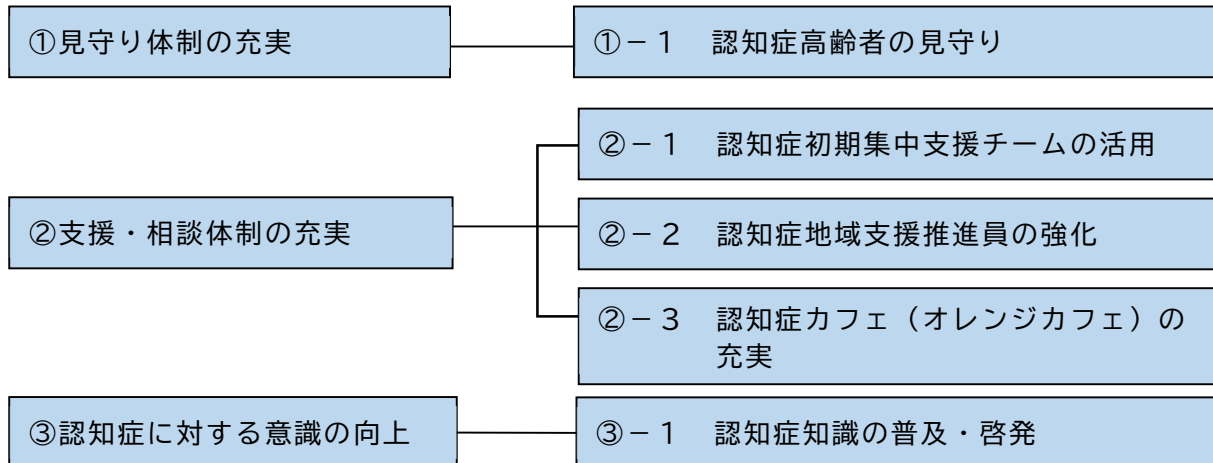 ①見守り体制の充実
①－１　認知症高齢者の見守り
②支援・相談体制の充実
②－１　認知症初期集中支援チームの活用
②－２　認知症地域支援推進員の強化
②－３　認知症カフェ（オレンジカフェ）の
充実
③認知症に対する意識の向上
③－１　認知症知識の普及・啓発